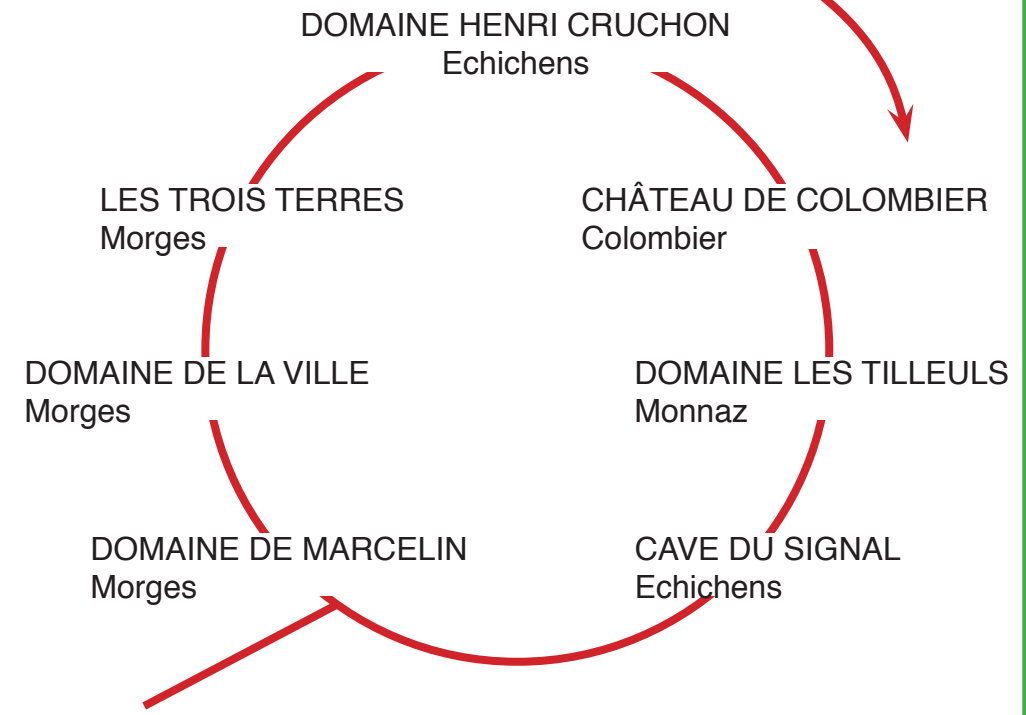 DOMAINE HENRI CRUCHON
Echichens
LES TROIS TERRES
Morges
CHÂTEAU DE COLOMBIER
Colombier
DOMAINE DE LA VILLE
Morges
DOMAINE LES TILLEULS
Monnaz
DOMAINE DE MARCELIN
Morges
CAVE DU SIGNAL
Echichens